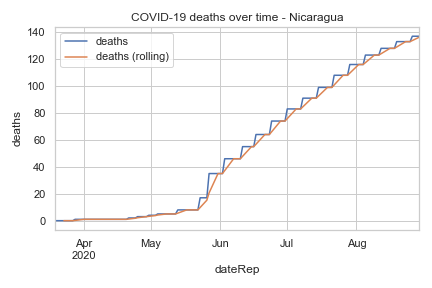 COVID-19 deaths over time - Nicaragua
deaths
deaths (rolling)
140
120
100
80
60
40
20
0
deaths
Apr May Jun Jul Aug
2020
dateRep